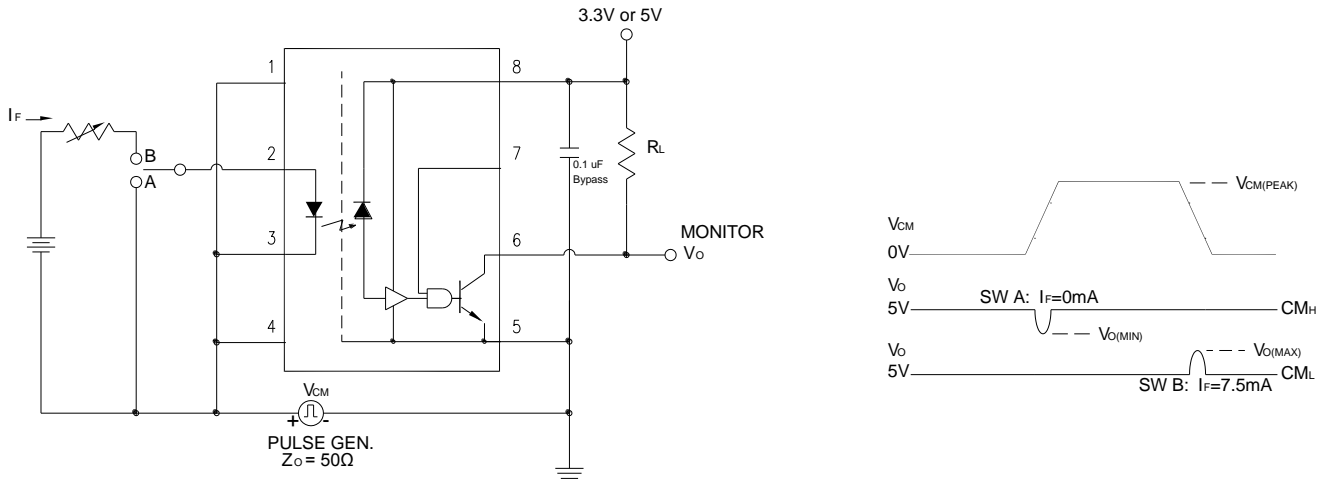 3.3V or 5V
1
8
IF
RL
B
2
7
0.1 uF
Bypass
A
VCM(PEAK)
MONITOR
3
6
VO
VCM
0V
VO
SW A: IF=0mA
5V
CMH
4
5
VO(MIN)
VO
VO(MAX)
5V
CML
SW B: IF=7.5mA
VCM
+
-
PULSE GEN.
ZO = 50Ω